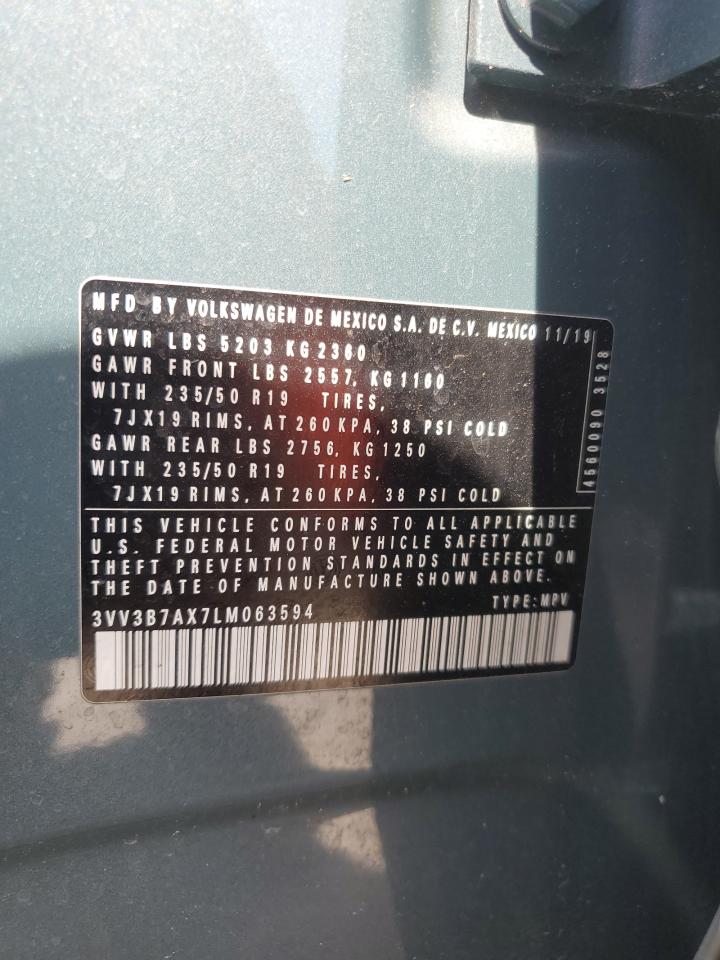 MFD BY VOLKSWAGEN DE MEXICO S.A. DE C.V. MEXICO 11/19
GVWR LBS 5203 KG 2360
GAWR FRONT LBS 2557, KG 1160
WITH 235/50 R19 TIRES,
7JX19 RIMS, AT 260 KPA, 38 PSI COLD
GAWR REAR LBS 2756, KG 1250
WITH 235/50 R19 TIRES,
7JX19 RIMS, AT 260 KPA, 38 PSI COLD
4560090 3528
THIS VEHICLE CONFORMS TO ALL APPLICABLE
U.S. FEDERAL MOTOR VEHICLE SAFETY AND
THEFT PREVENTION STANDARDS IN EFFECT ON
THE DATE OF MANUFACTURE SHOWN ABOVE.
3VV3B7AX7LM063594 TYPE: MPV